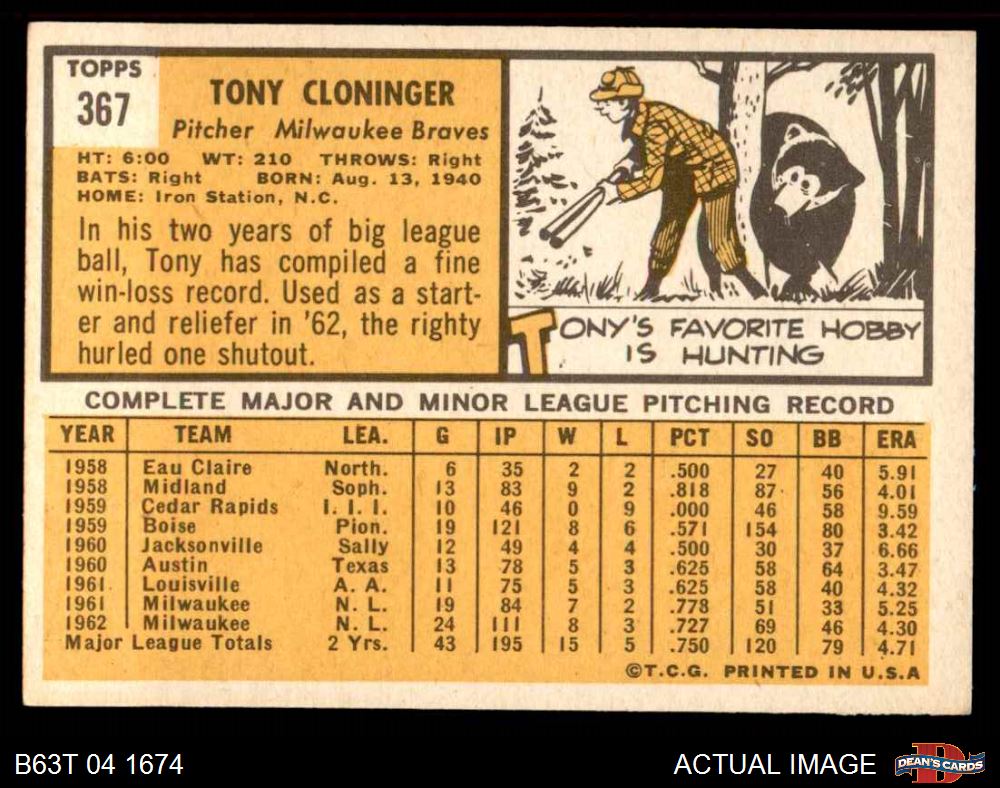 TOPPS
367
TONY CLONINGER
Pitcher Milwaukee Braves
HT: 6:00 WT: 210 THROWS: Right
BATS: Right BORN: Aug. 13, 1940
HOME: Iron Station, N.C.
In his two years of big league
ball, Tony has compiled a fine
win-loss record. Used as a start-
er and reliefer in '62, the righty
hurled one shutout.
TONY'S FAVORITE HOBBY
IS HUNTING
COMPLETE MAJOR AND MINOR LEAGUE PITCHING RECORD
YEAR TEAM LEA. G IP W L PCT SO BB ERA
1958 Eau Claire North. 6 35 2 2 .500 27 40 5.91
1958 Midland Soph. 13 83 9 2 .818 87 56 4.01
1959 Cedar Rapids I. I. I. 10 46 0 9 .000 46 58 9.59
1959 Boise Pion. 19 121 8 6 .571 154 80 3.42
1960 Jacksonville Sally 12 49 4 4 .500 30 37 6.66
1960 Austin Texas 13 78 5 3 .625 58 64 3.47
1961 Louisville A. A. 11 75 5 3 .625 58 40 4.32
1961 Milwaukee N. L. 19 84 7 2 .778 51 33 5.25
1962 Milwaukee N. L. 24 111 8 3 .727 69 46 4.30
Major League Totals 2 Yrs. 43 195 15 5 .750 120 79 4.71
©T.C.G. PRINTED IN U.S.A
B63T 04 1674
ACTUAL IMAGE
D
DEAN'S CARDS